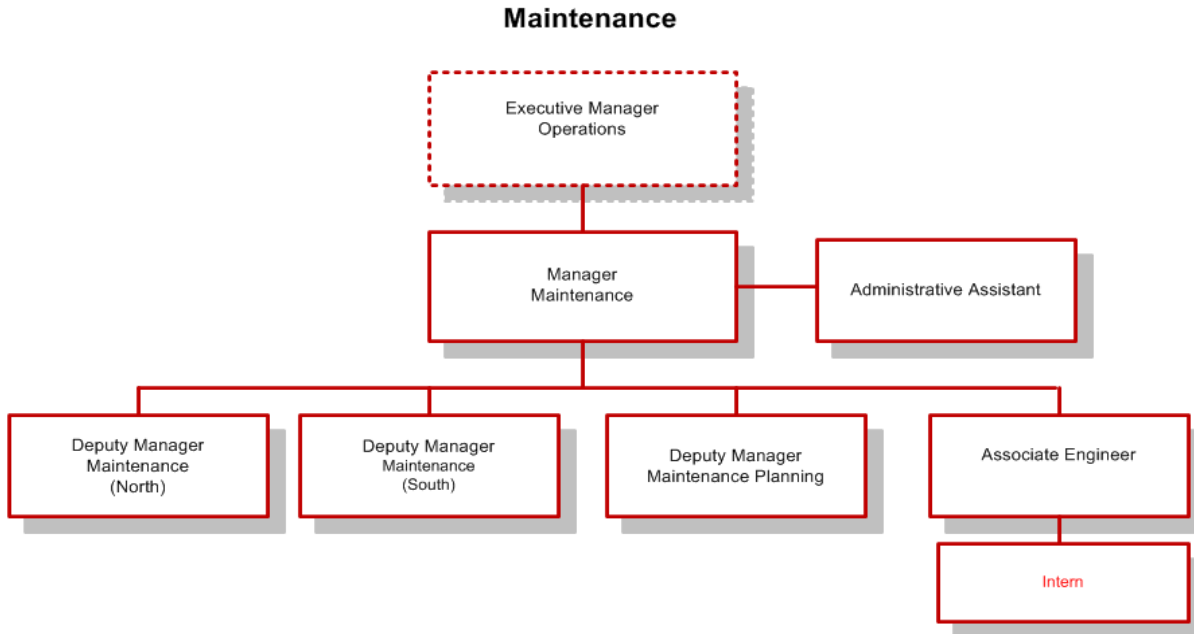 Maintenance
Executive Manager
Operations
Manager
Maintenance
Administrative Assistant
Deputy Manager
Maintenance
(North)
Deputy Manager
Maintenance
(South)
Deputy Manager
Maintenance Planning
Associate Engineer
Intern